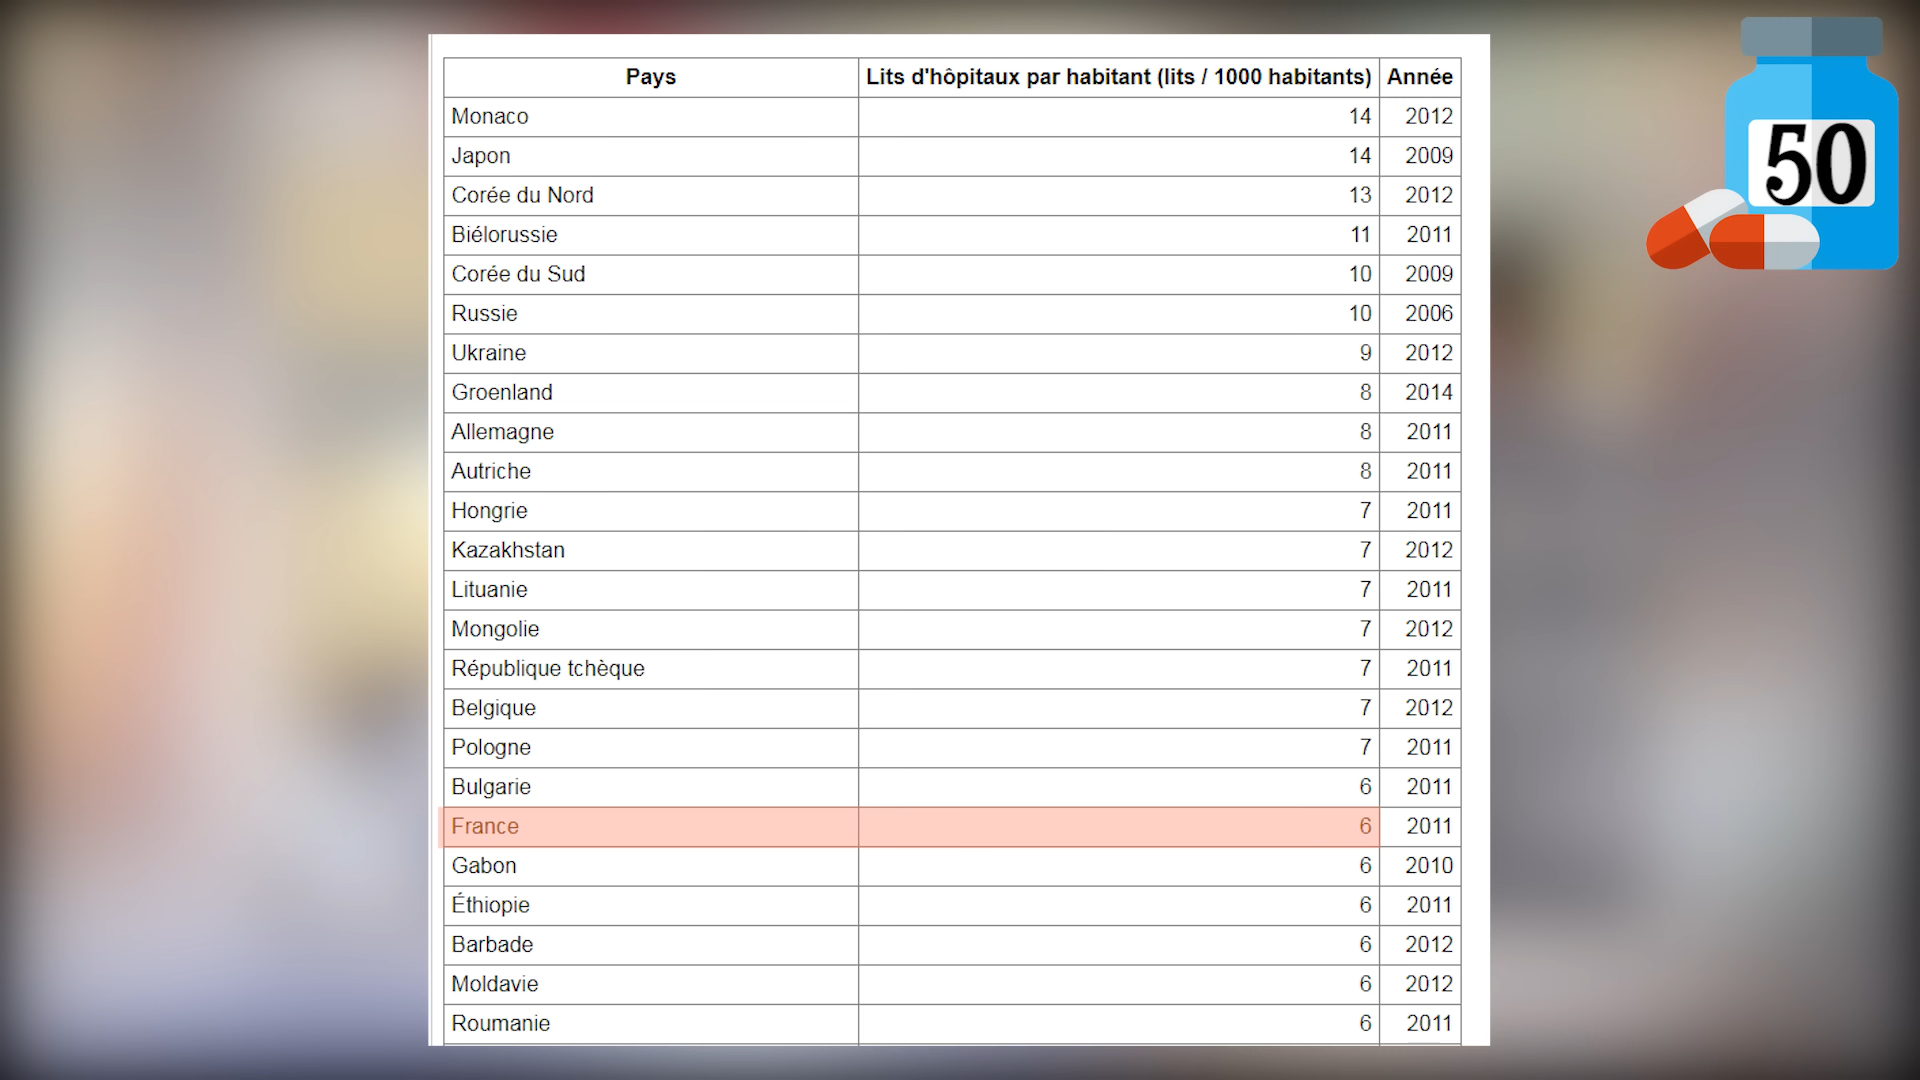 Pays Lits d'hôpitaux par habitant (lits / 1000 habitants) Année
Monaco 14 2012
Japon 14 2009
Corée du Nord 13 2012
Biélorussie 11 2011
Corée du Sud 10 2009
Russie 10 2006
Ukraine 9 2012
Groenland 8 2014
Allemagne 8 2011
Autriche 8 2011
Hongrie 7 2011
Kazakhstan 7 2012
Lituanie 7 2011
Mongolie 7 2012
République tchèque 7 2011
Belgique 7 2012
Pologne 7 2011
Bulgarie 6 2011
France 6 2011
Gabon 6 2010
Éthiopie 6 2011
Barbade 6 2012
Moldavie 6 2012
Roumanie 6 2011
50